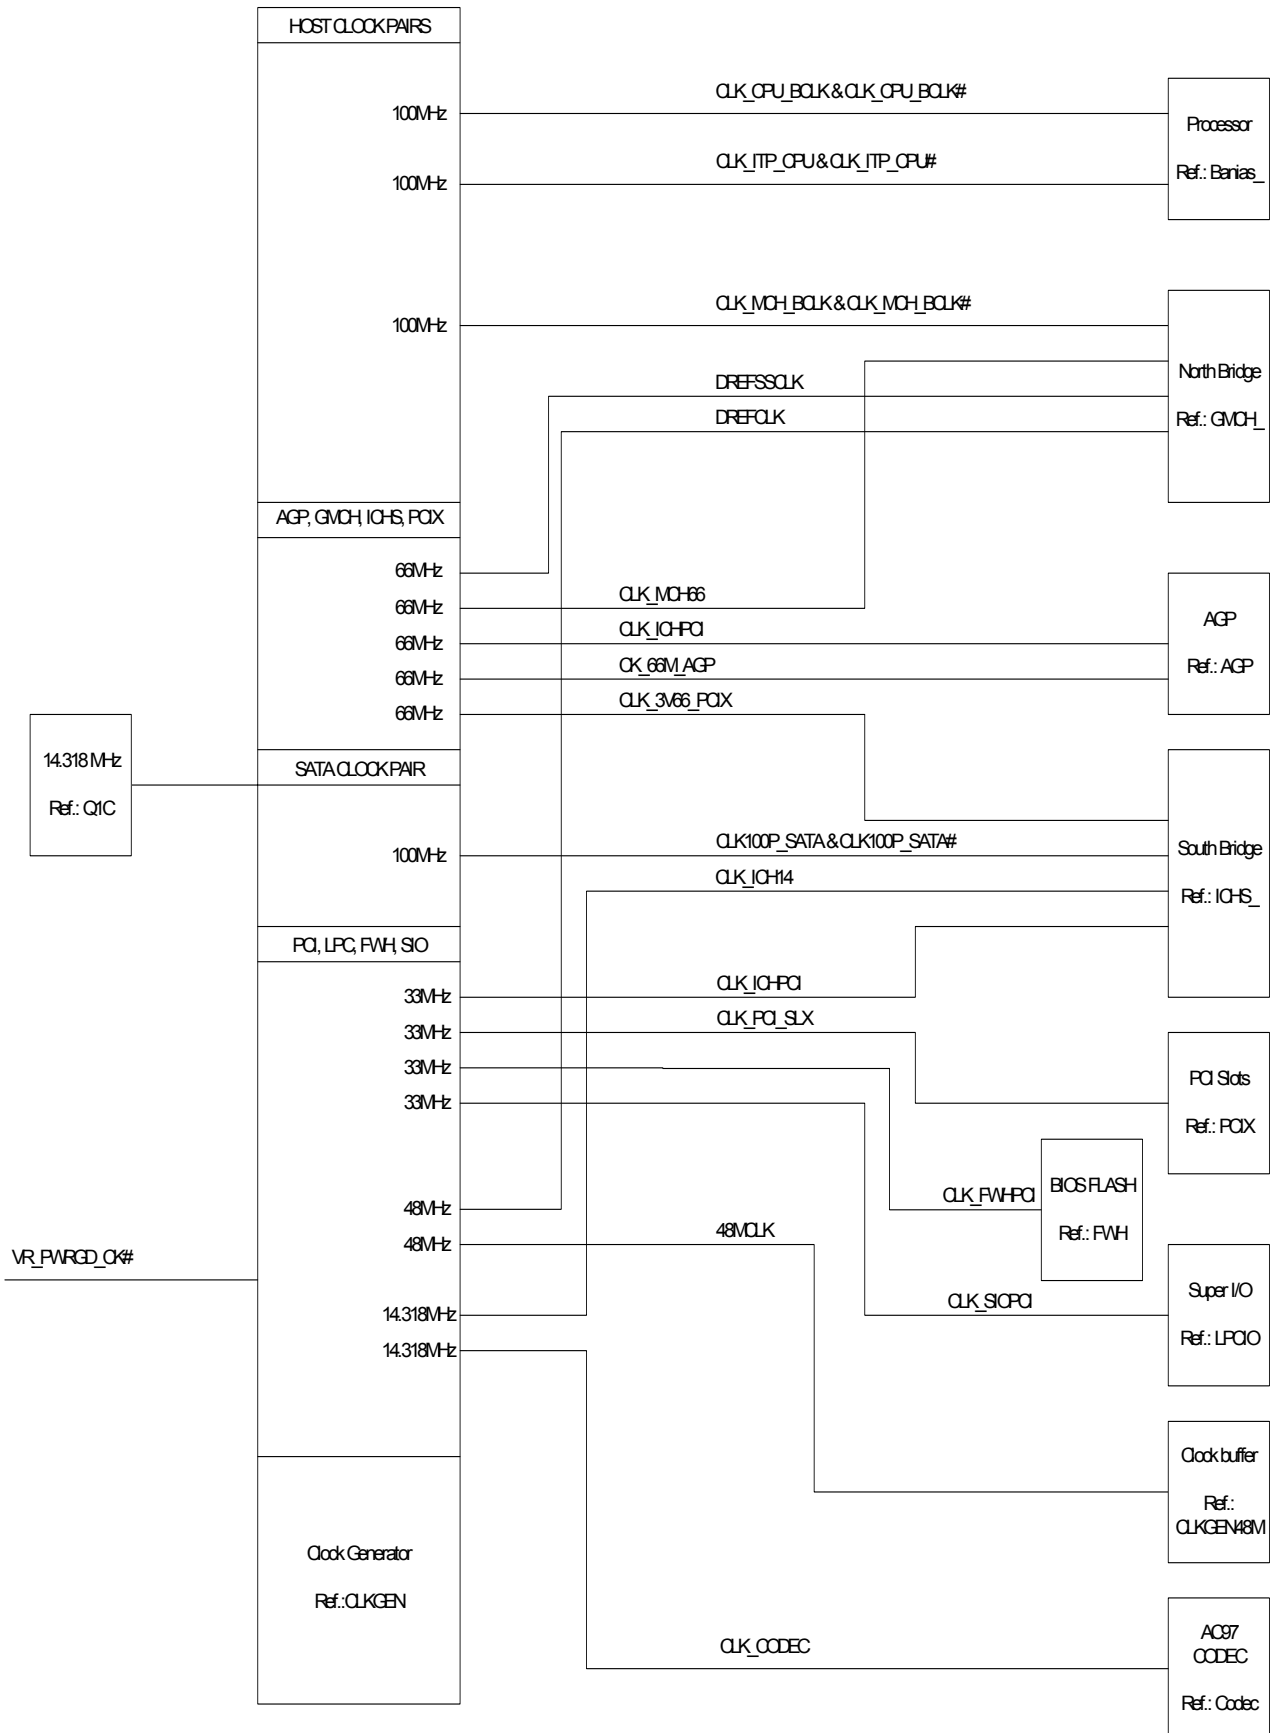 HOST CLOCK PAIRS
CLK_CPU_BCLK & CLK_CPU_BCLK#
100MHz
Processor
CLK_ITP_CPU & CLK_ITP_CPU#
Ref.: Banias_
100MHz
CLK_MCH_BCLK & CLK_MCH_BCLK#
100MHz
North Bridge
DREFSSCLK
DREFCLK
Ref.: GMCH_
AGP, GMCH, ICHS, PCIX
66MHz
CLK_MCH66
66MHz
AGP
CLK_ICHPCI
66MHz
CK_66M_AGP
Ref.: AGP
66MHz
CLK_3V66_PCIX
66MHz
14.318 MHz
SATA CLOCK PAIR
Ref.: Q1C
CLK100P_SATA & CLK100P_SATA#
100MHz
South Bridge
CLK_ICH14
Ref.: ICHS_
PCI, LPC, FWH, SIO
CLK_ICHPCI
33MHz
CLK_PCI_SLX
33MHz
33MHz
PCI Slots
33MHz
Ref.: PCIX
BIOS FLASH
CLK_FWHPCI
48MHz
48MCLK
Ref.: FWH
48MHz
VR_PWRGD_CK#
Super I/O
CLK_SIOPCI
14.318MHz
Ref.: LPCIO
14.318MHz
Clock buffer
Ref.:
CLKGEN48M
Clock Generator
Ref.:CLKGEN
CLK_CODEC
AC97
CODEC
Ref.: Codec